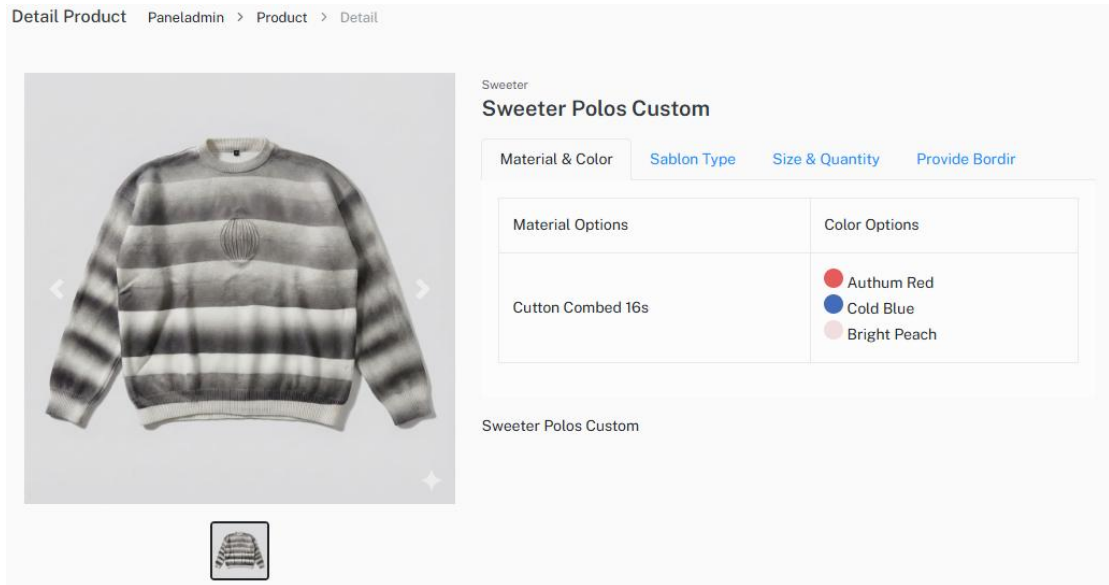 Detail Product Paneladmin > Product > Detail
Sweeter
Sweeter Polos Custom
Material & Color Sablon Type Size & Quantity Provide Bordir
Material Options Color Options
Cutton Combed 16s
Authum Red
Cold Blue
Bright Peach
Sweeter Polos Custom